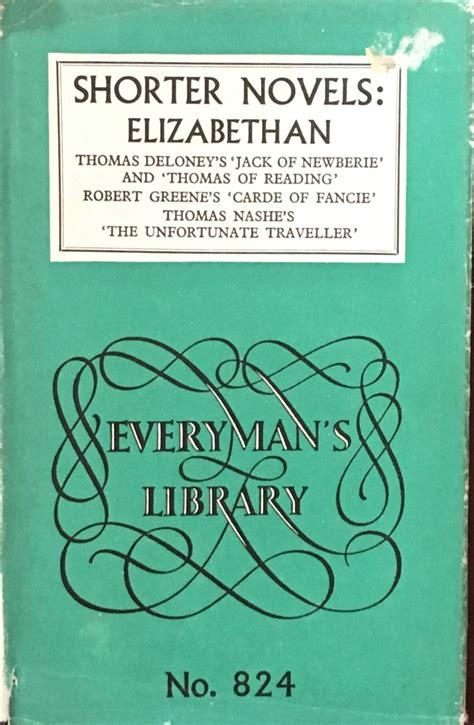 SHORTER NOVELS:
ELIZABETHAN
THOMAS DELONEY'S 'JACK OF NEWBERIE'
AND 'THOMAS OF READING'
ROBERT GREENE'S 'CARDE OF FANCIE'
THOMAS NASHE'S
'THE UNFORTUNATE TRAVELLER'
EVERYMAN'S
LIBRARY
No. 824